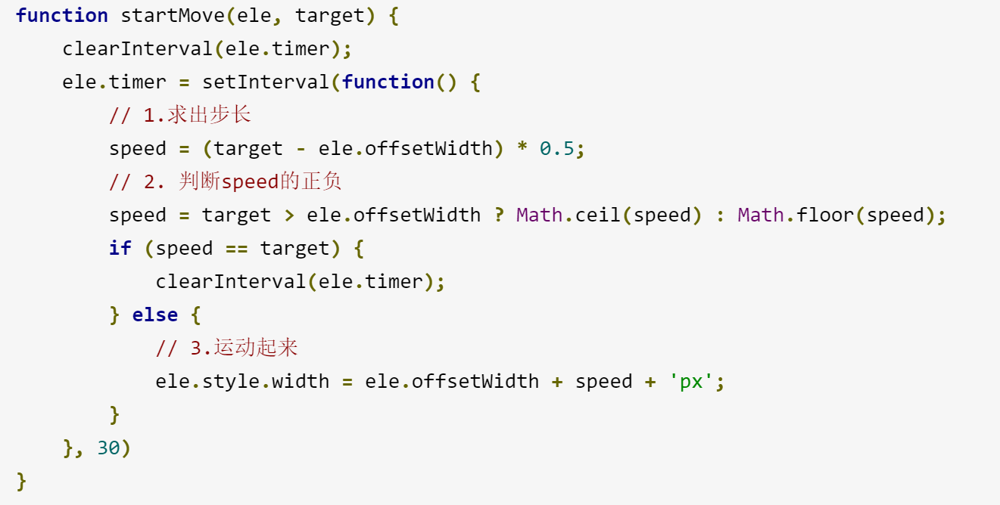 function startMove(ele, target) {
    clearInterval(ele.timer);
    ele.timer = setInterval(function() {
        // 1.求出步长
        speed = (target - ele.offsetWidth) * 0.5;
        // 2. 判断speed的正负
        speed = target > ele.offsetWidth ? Math.ceil(speed) : Math.floor(speed);
        if (speed == target) {
            clearInterval(ele.timer);
        } else {
            // 3.运动起来
            ele.style.width = ele.offsetWidth + speed + 'px';
        }
    }, 30)
}